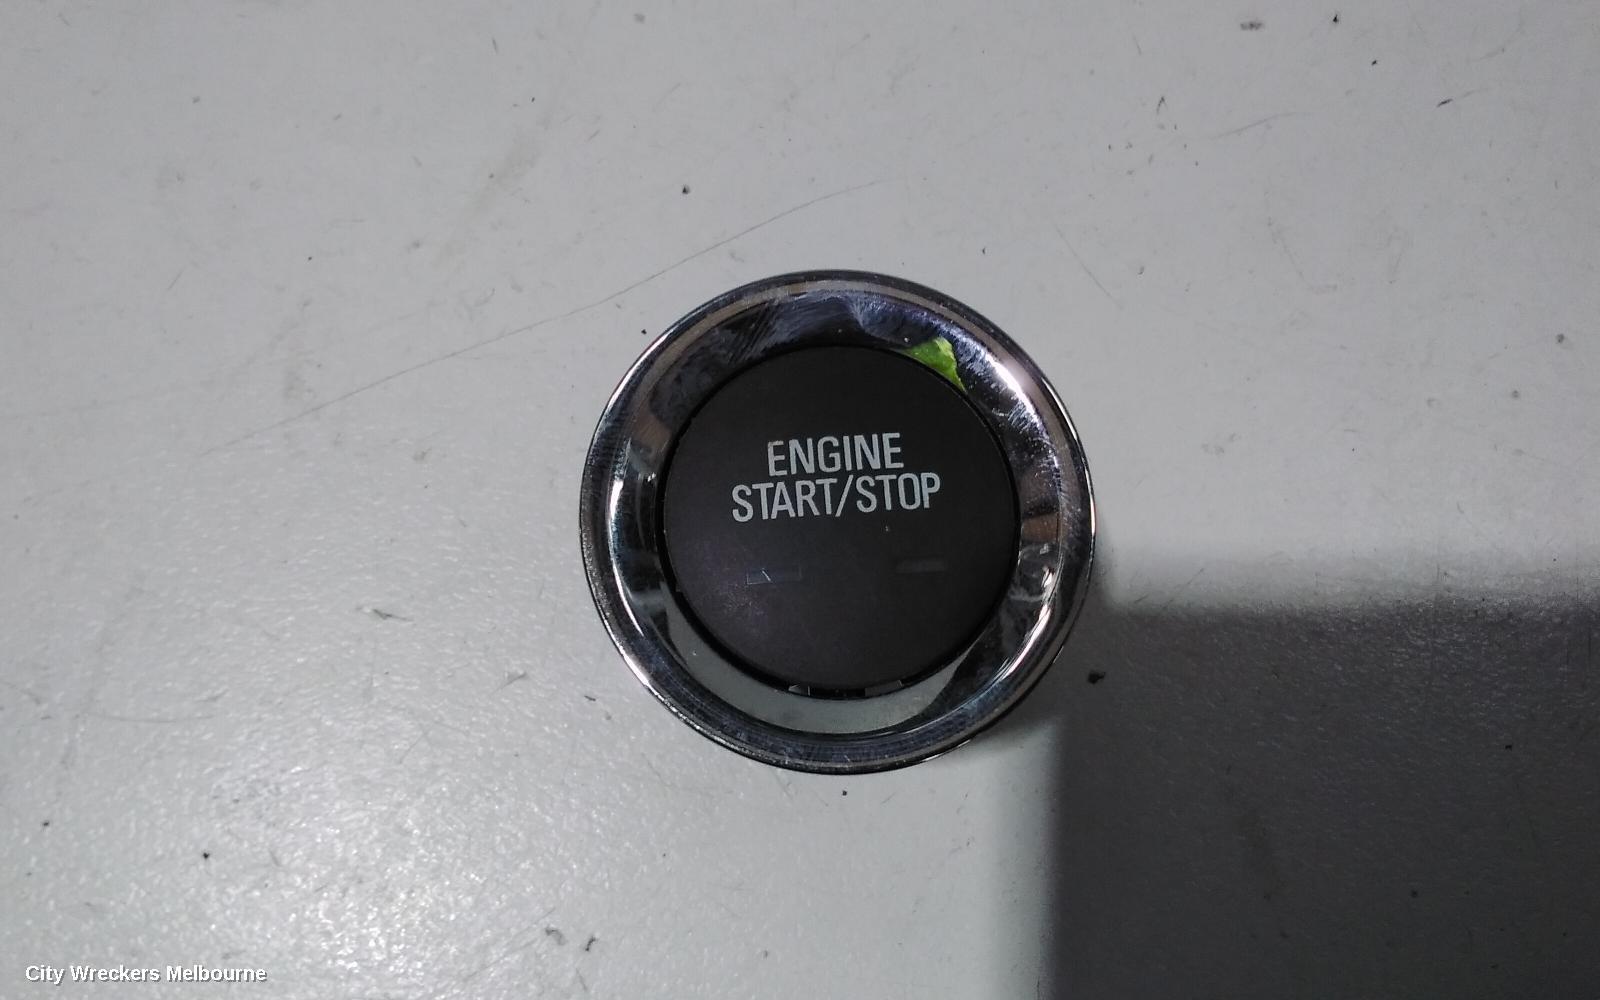 ENGINE
START/STOP
City Wreckers Melbourne